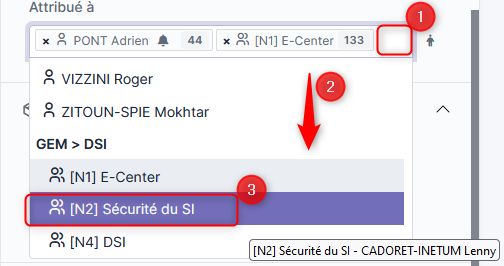 Attribué à
1
× PONT Adrien 44 × [N1] E-Center 133
VIZZINI Roger
2
ZITOUN-SPIE Mokhtar
GEM > DSI
[N1] E-Center
3
[N2] Sécurité du SI
[N4] DSI
[N2] Sécurité du SI - CADORET-INETUM Lenny